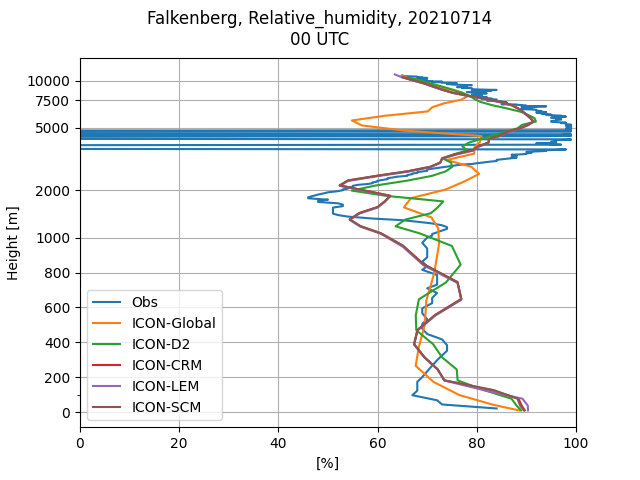 Falkenberg, Relative_humidity, 20210714
00 UTC
Height [m]
10000
7500
5000
2000
1000
800
600
400
200
0
Obs
ICON-Global
ICON-D2
ICON-CRM
ICON-LEM
ICON-SCM
0 20 40 60 80 100
[%]